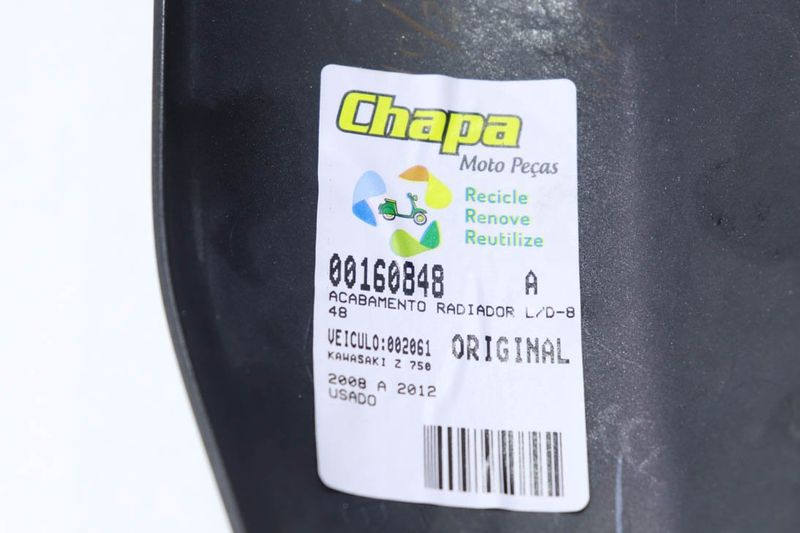 Chapa
Moto Peças
Recicle
Renove
Reutilize
00160848 A
ACABAMENTO RADIADOR L/D-8
48
VEICULO:002061 ORIGINAL
KAWASAKI Z 750
2008 A 2012
USADO